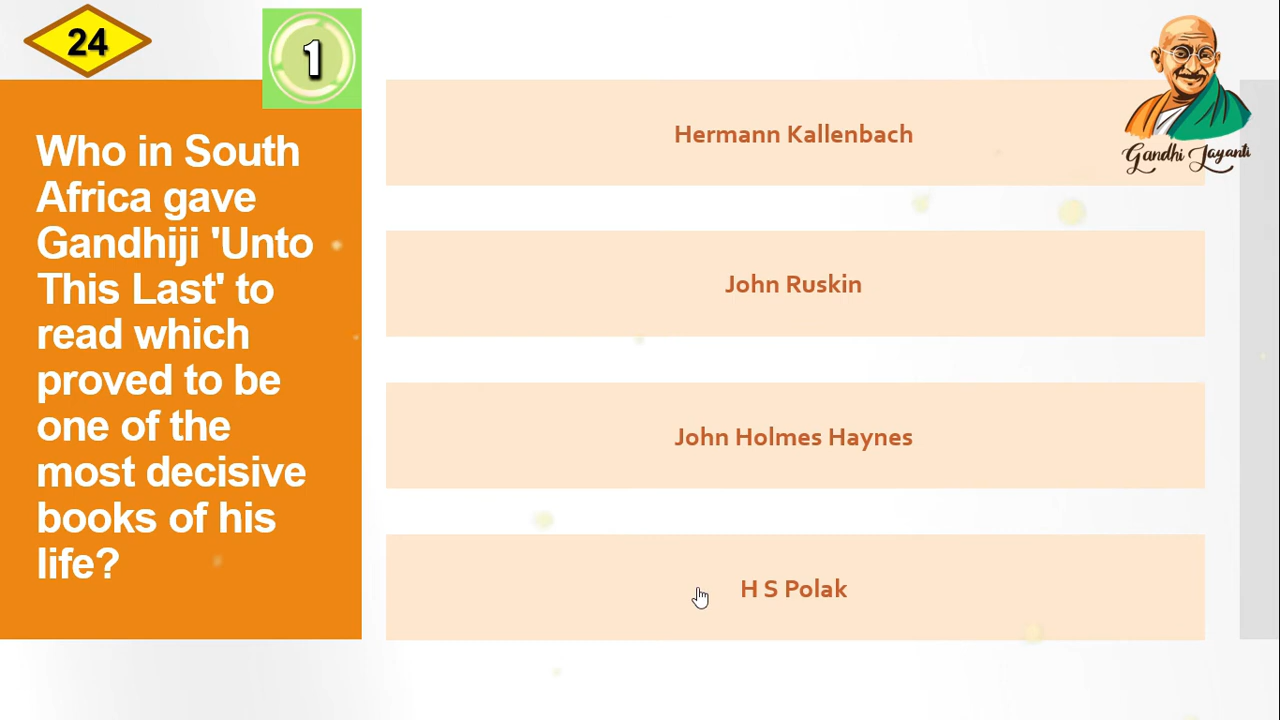 24
1
Who in South
Africa gave
Gandhiji 'Unto
This Last' to
read which
proved to be
one of the
most decisive
books of his
life?
Hermann Kallenbach
John Ruskin
John Holmes Haynes
H S Polak
Gandhi Jayanti